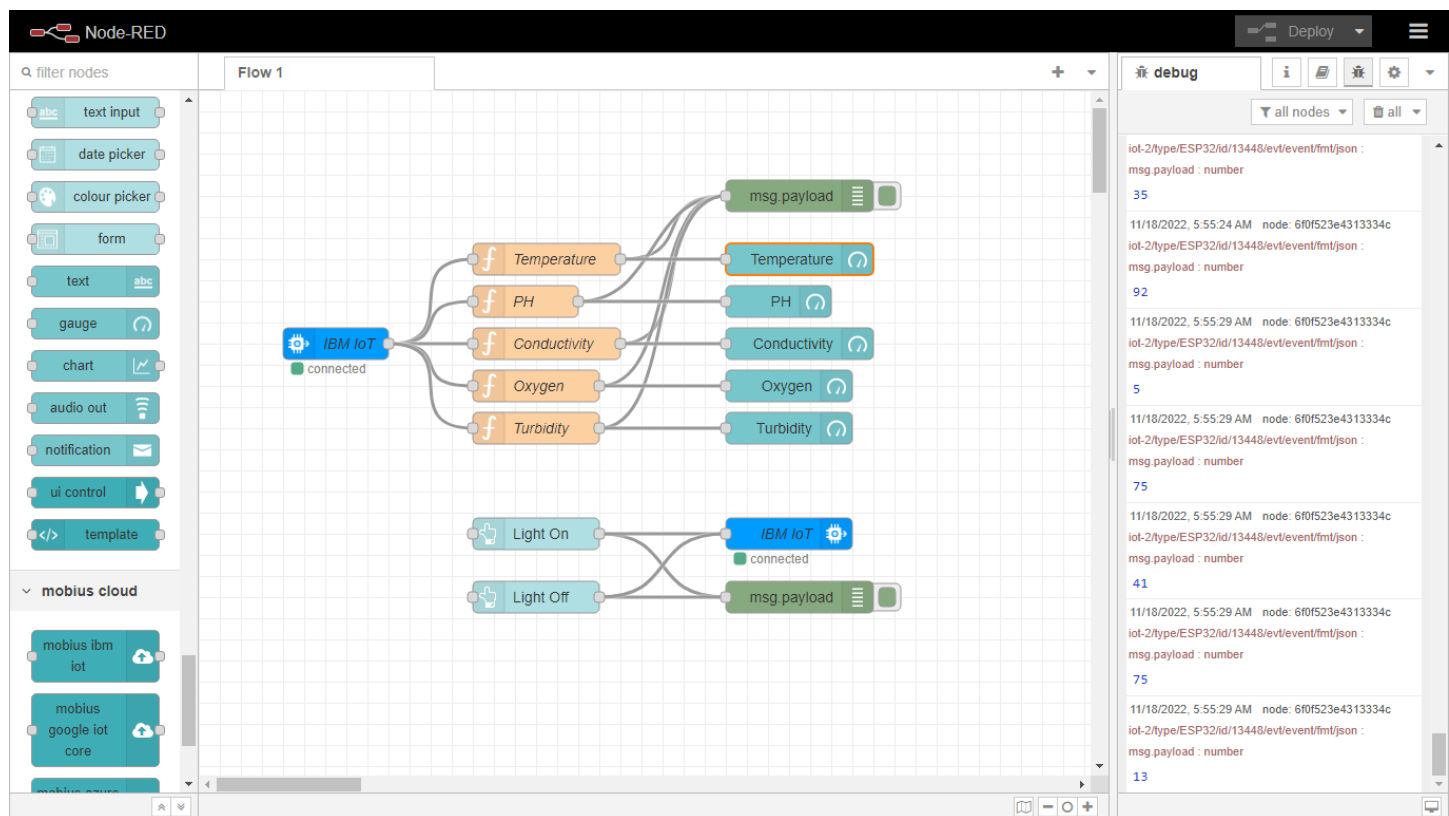 Node-RED
Deploy
filter nodes
Flow 1
debug
i
all nodes
all
abc text input
date picker
colour picker
form
text abc
gauge
chart
audio out
notification
ui control
</> template
mobius cloud
mobius ibm
iot
mobius
google iot
core
msg.payload
f Temperature
Temperature
f PH
PH
IBM IoT
connected
f Conductivity
Conductivity
f Oxygen
Oxygen
f Turbidity
Turbidity
Light On
IBM IoT
connected
Light Off
msg.payload
iot-2/type/ESP32/id/13448/evt/event/fmt/json :
msg.payload : number
35
11/18/2022, 5:55:24 AM node: 6f0f523e4313334c
iot-2/type/ESP32/id/13448/evt/event/fmt/json :
msg.payload : number
92
11/18/2022, 5:55:29 AM node: 6f0f523e4313334c
iot-2/type/ESP32/id/13448/evt/event/fmt/json :
msg.payload : number
5
11/18/2022, 5:55:29 AM node: 6f0f523e4313334c
iot-2/type/ESP32/id/13448/evt/event/fmt/json :
msg.payload : number
75
11/18/2022, 5:55:29 AM node: 6f0f523e4313334c
iot-2/type/ESP32/id/13448/evt/event/fmt/json :
msg.payload : number
41
11/18/2022, 5:55:29 AM node: 6f0f523e4313334c
iot-2/type/ESP32/id/13448/evt/event/fmt/json :
msg.payload : number
75
11/18/2022, 5:55:29 AM node: 6f0f523e4313334c
iot-2/type/ESP32/id/13448/evt/event/fmt/json :
msg.payload : number
13